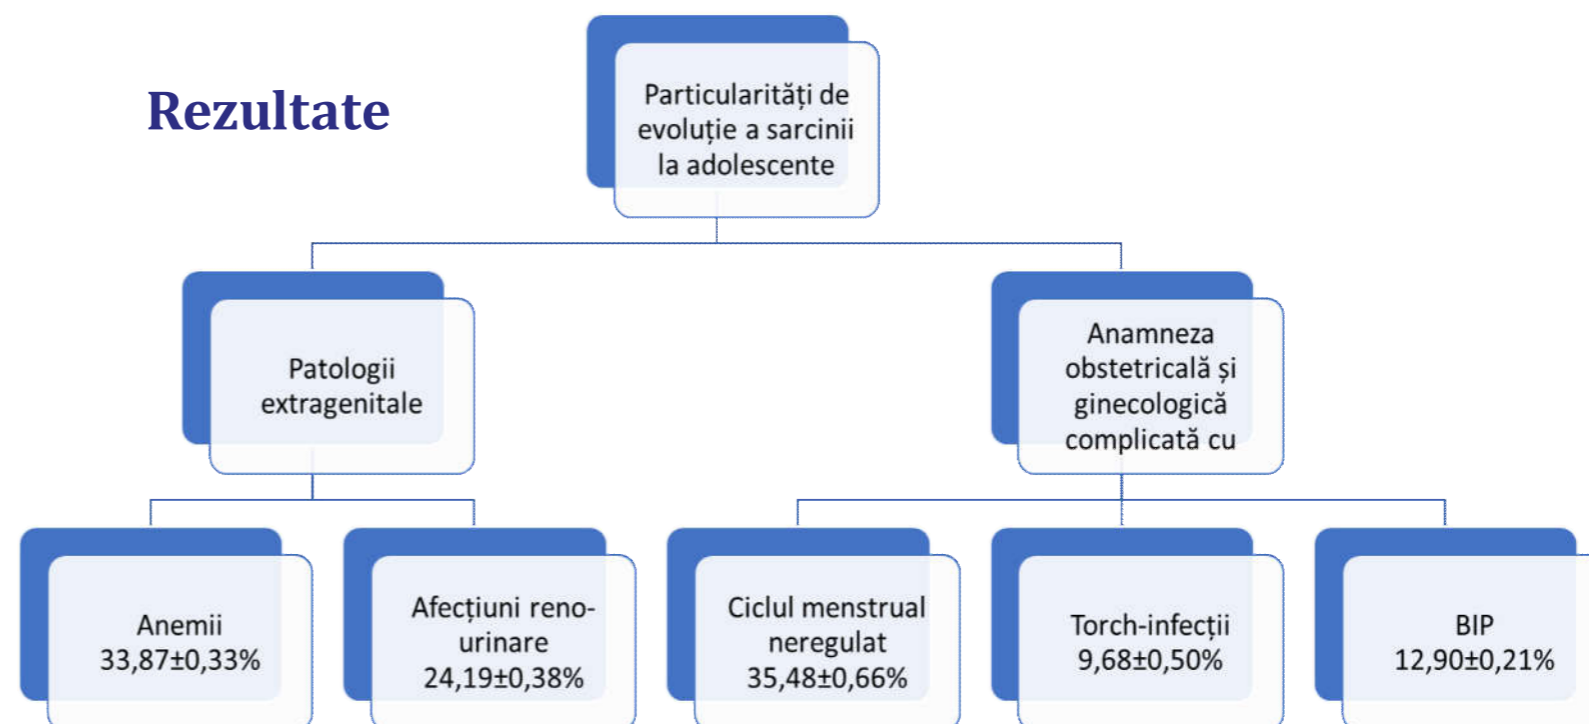 Rezultate
Particularități de
evoluție a sarcinii
la adolescente
Patologii
extragenitale
Anamneza
obstetricală și
ginecologică
complicată cu
Anemii
33,87±0,33%
Afecțiuni reno-
urinare
24,19±0,38%
Ciclul menstrual
neregulat
35,48±0,66%
Torch-infecții
9,68±0,50%
BIP
12,90±0,21%